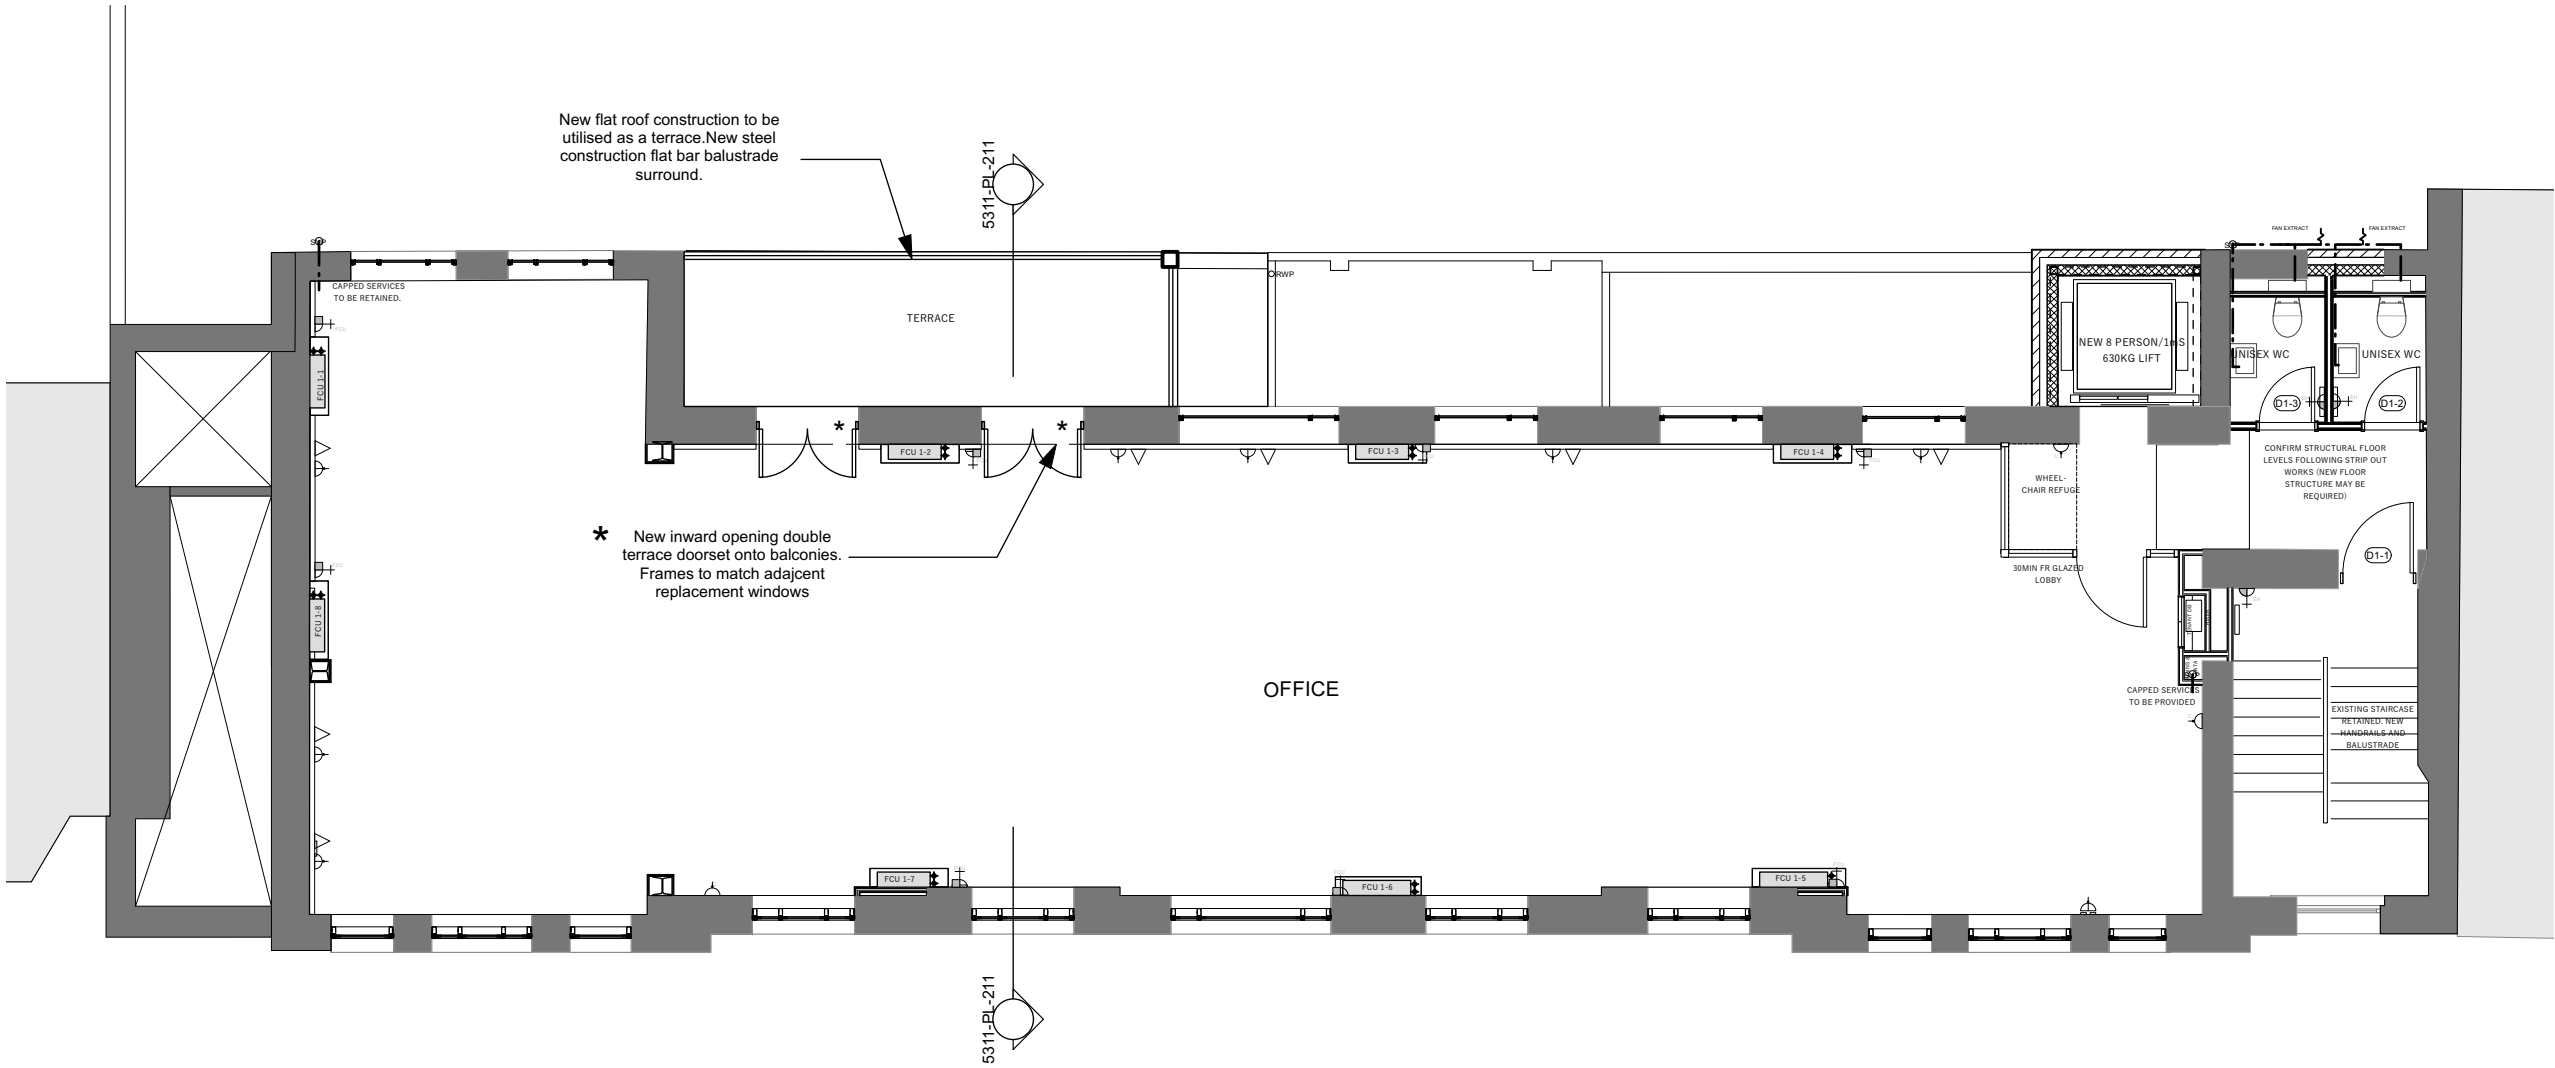 New flat roof construction to be
utilised as a terrace.New steel
construction flat bar balustrade
surround.
5311-PL-211
FAN EXTRACT
FAN EXTRACT
SVP
CAPPED SERVICES
TO BE RETAINED.
FCU
RWP
TERRACE
NEW 8 PERSON/1mS
630KG LIFT
UNISEX WC
UNISEX WC
FCU 1-1
D1-3
D1-2
*
*
FCU 1-2
FCU 1-3
FCU 1-4
CONFIRM STRUCTURAL FLOOR
LEVELS FOLLOWING STRIP OUT
WORKS (NEW FLOOR
STRUCTURE MAY BE
REQUIRED)
WHEEL-
CHAIR REFUGE
*
New inward opening double
terrace doorset onto balconies.
Frames to match adajcent
replacement windows
D1-1
FCU
30MIN FR GLAZED
LOBBY
FCU 1-8
OFFICE
CAPPED SERVICES
TO BE PROVIDED
EXISTING STAIRCASE
RETAINED. NEW
HANDRAILS AND
BALUSTRADE
FCU 1-7
FCU 1-6
FCU 1-5
5311-PL-211